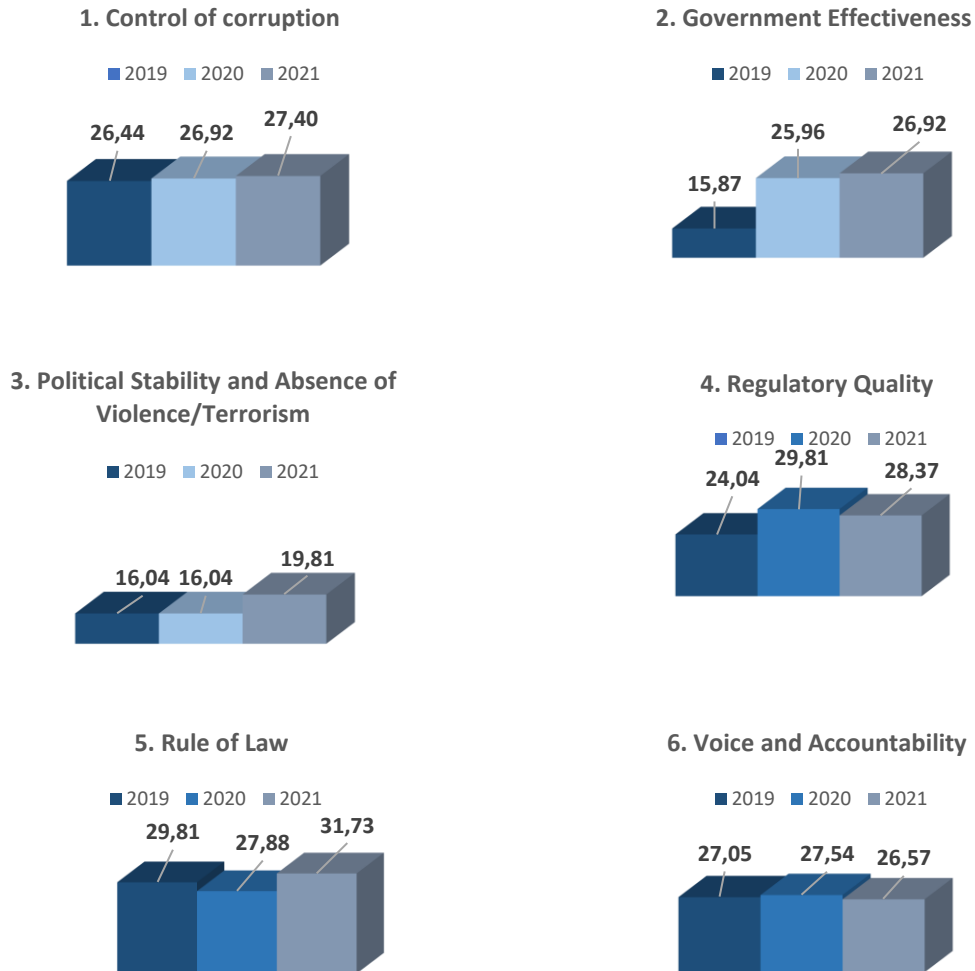 1. Control of corruption
2019 2020 2021
26,44 26,92 27,40
2. Government Effectiveness
2019 2020 2021
15,87 25,96 26,92
3. Political Stability and Absence of
Violence/Terrorism
2019 2020 2021
16,04 16,04 19,81
4. Regulatory Quality
2019 2020 2021
24,04 29,81 28,37
5. Rule of Law
2019 2020 2021
29,81 27,88 31,73
6. Voice and Accountability
2019 2020 2021
27,05 27,54 26,57